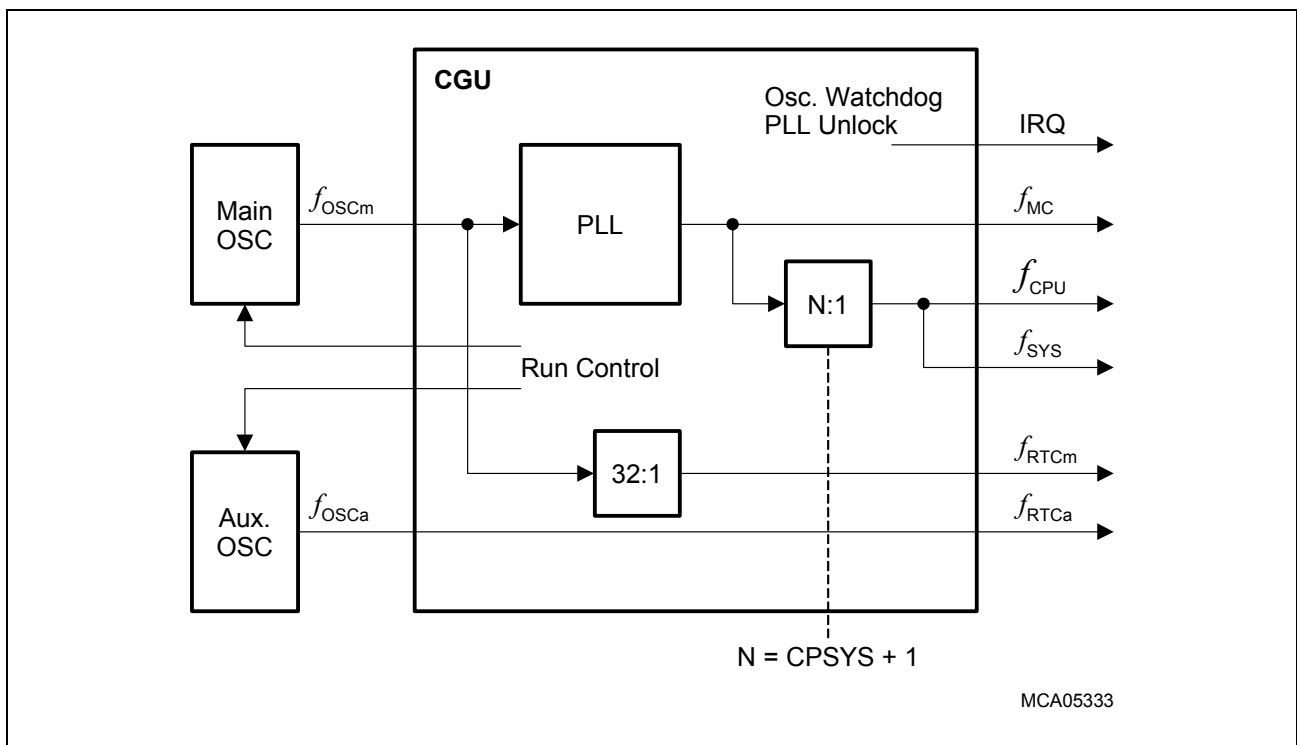 CGU
Osc. Watchdog
PLL Unlock
IRQ
Main
OSC
fOSCm
PLL
fMC
N:1
fCPU
fSYS
Run Control
32:1
fRTCm
Aux.
OSC
fOSCa
fRTCa
N = CPSYS + 1
MCA05333